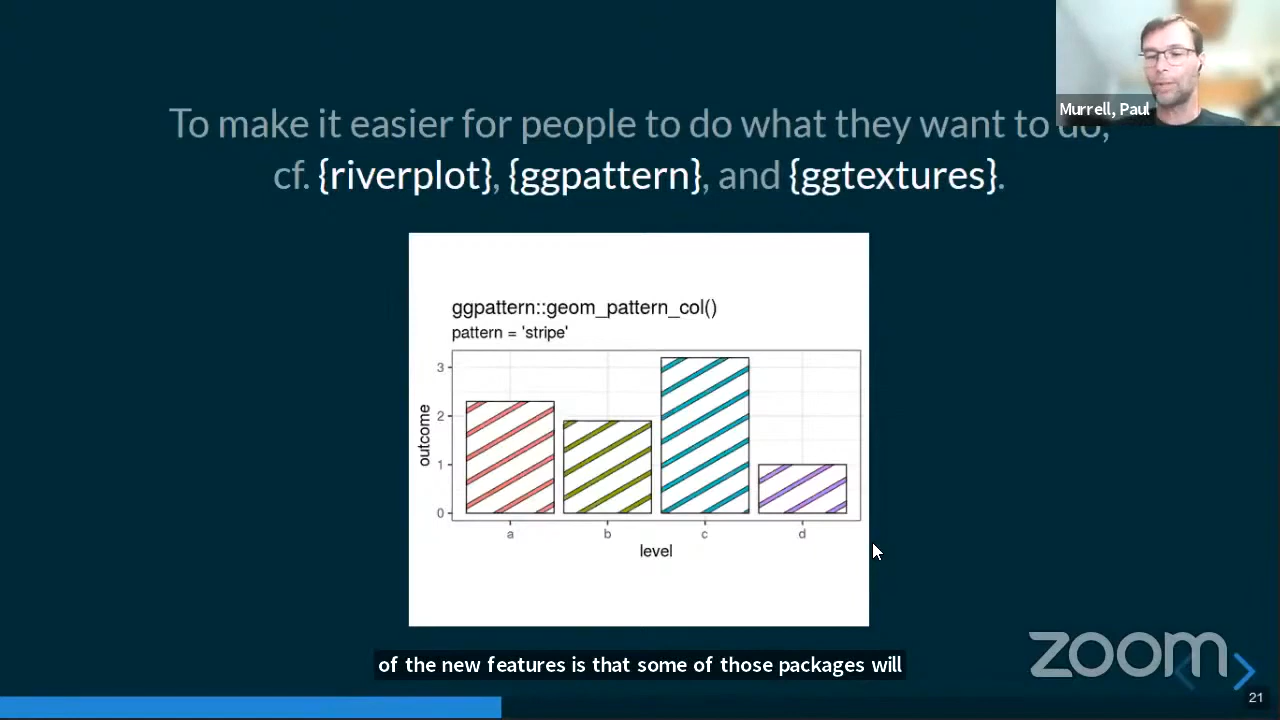 To make it easier for people to do what they want to do,
cf. {riverplot}, {ggpattern}, and {ggtextures}.
Murrell, Paul
ggpattern::geom_pattern_col()
pattern = 'stripe'
3
2
1
0
outcome
a b c d
level
of the new features is that some of those packages will
zoom
21